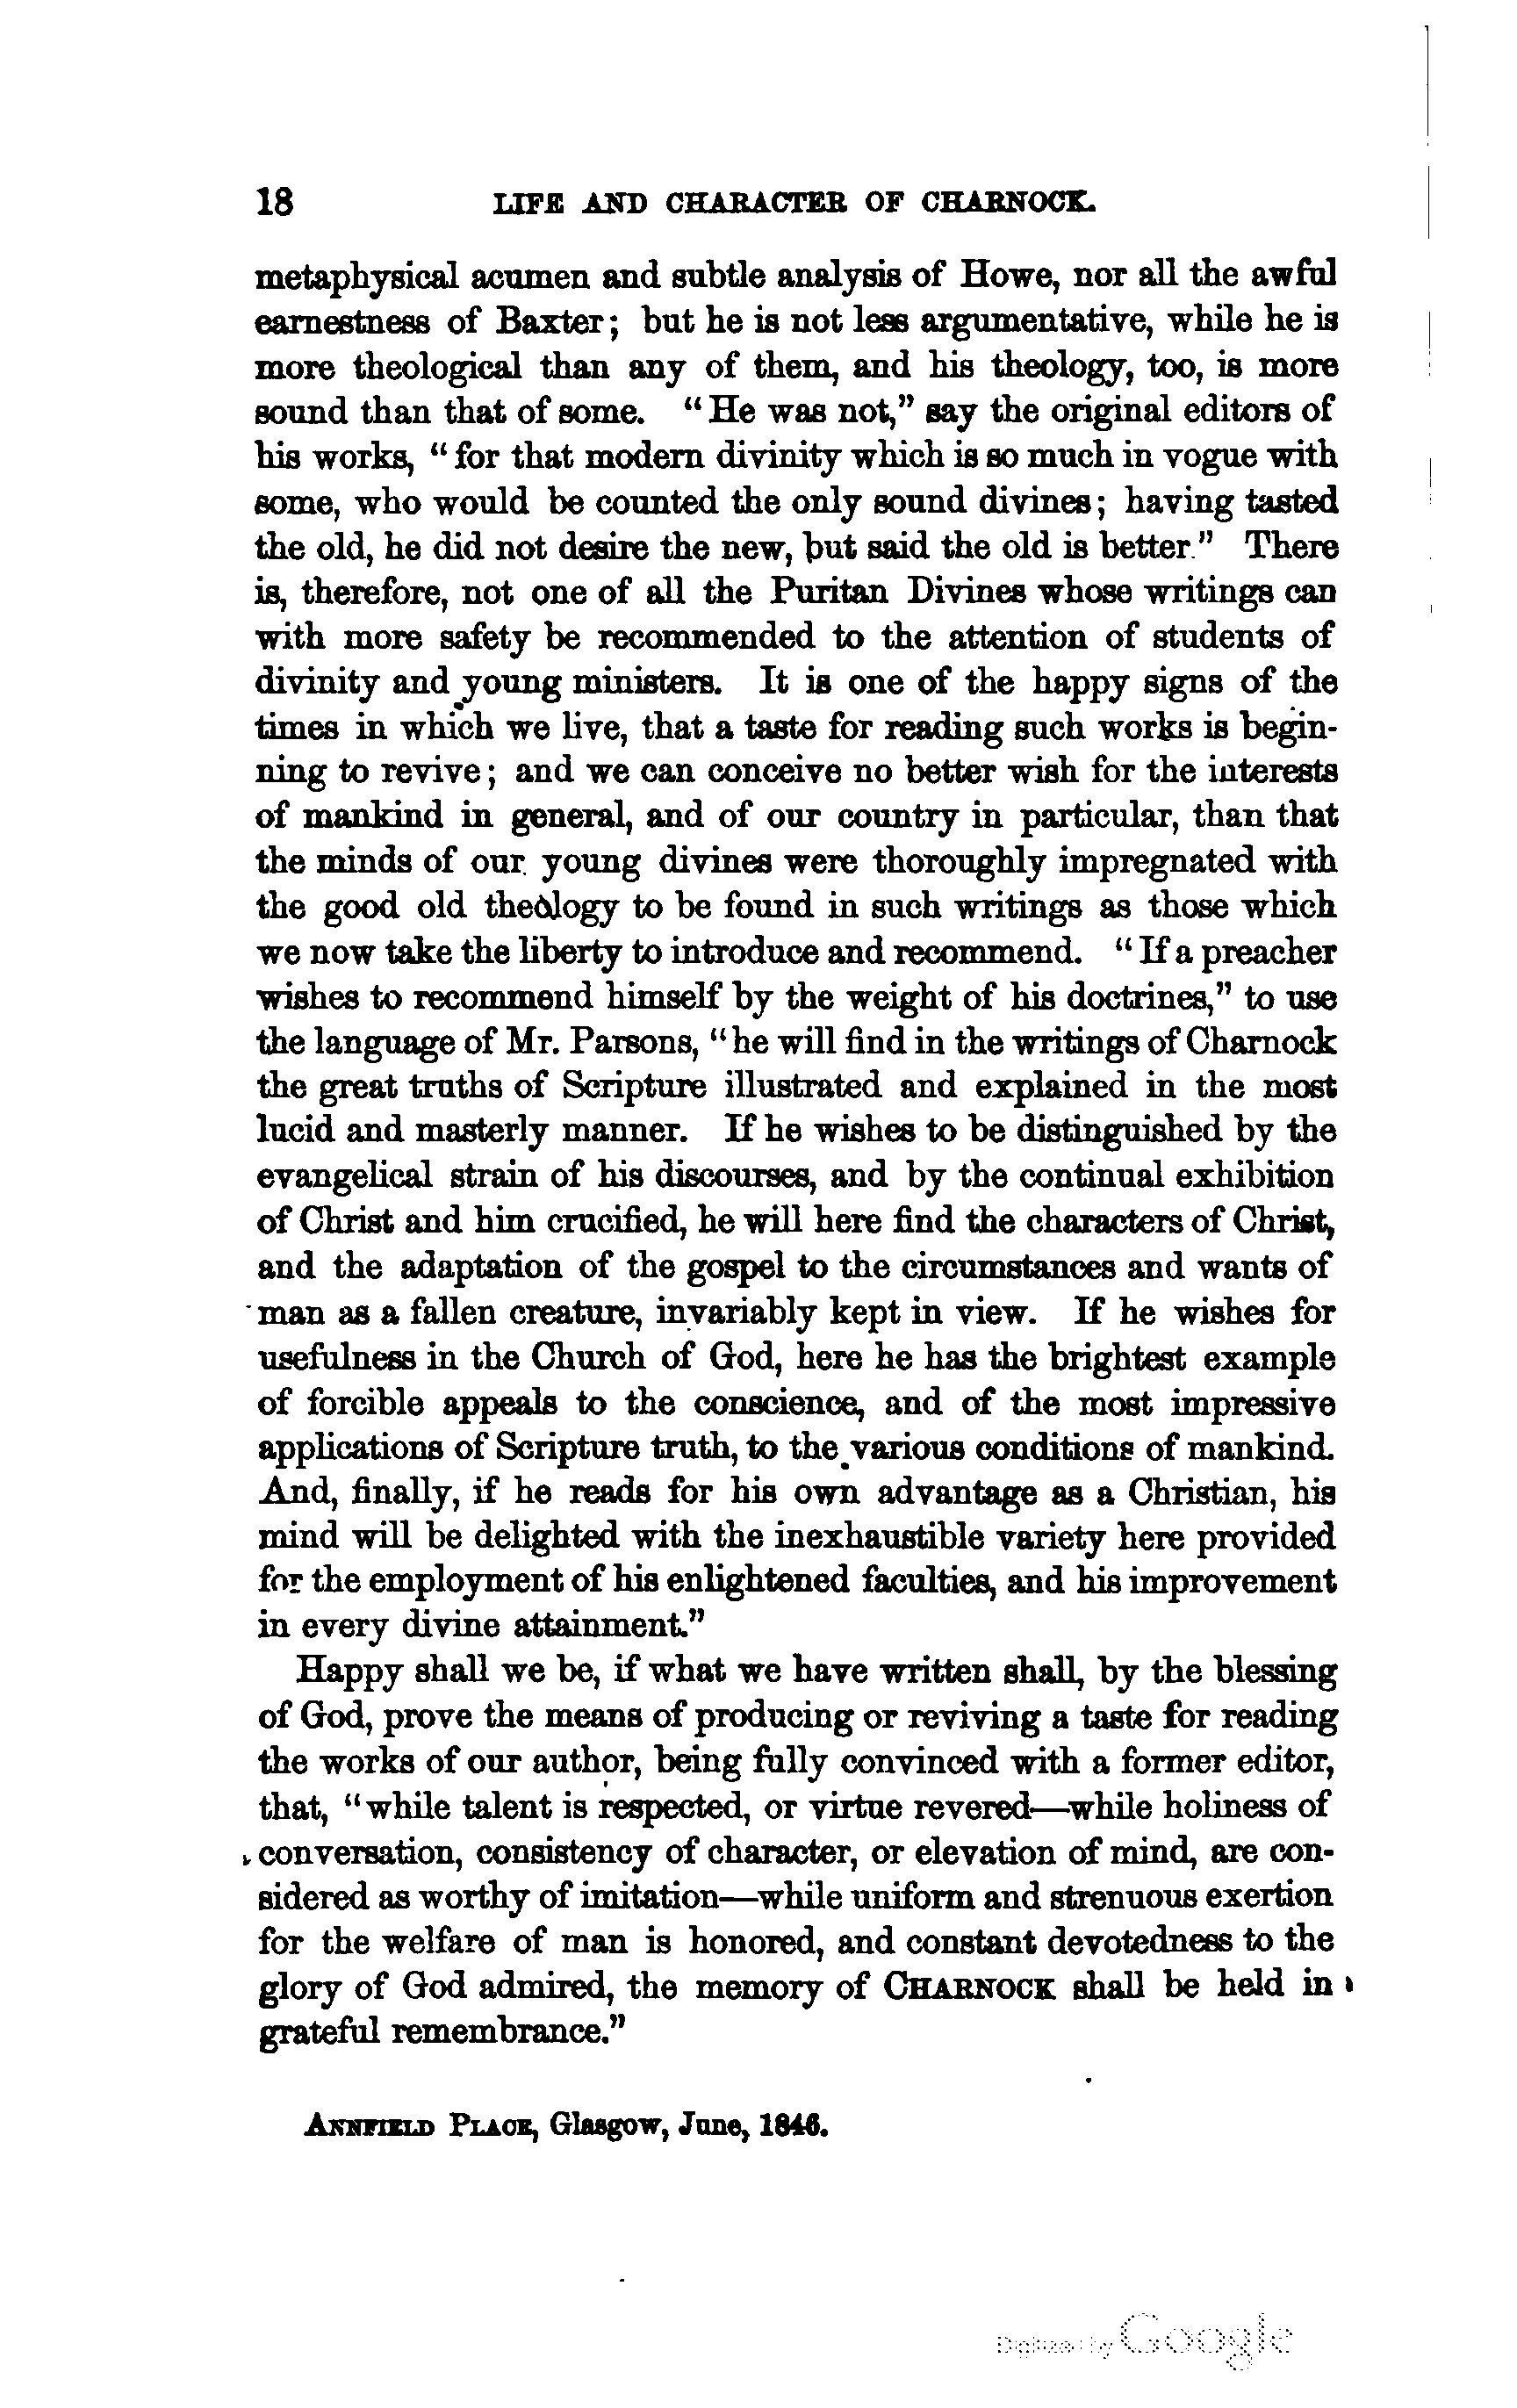 18 LIFE AND CHARACTER OF CHARNOCK.
metaphysical acumen and subtle analysis of Howe, nor all the awful
earnestness of Baxter; but he is not less argumentative, while he is
more theological than any of them, and his theology, too, is more
sound than that of some. "He was not," say the original editors of
his works, "for that modern divinity which is so much in vogue with
some, who would be counted the only sound divines; having tasted
the old, he did not desire the new, but said the old is better." There
is, therefore, not one of all the Puritan Divines whose writings can
with more safety be recommended to the attention of students of
divinity and young ministers. It is one of the happy signs of the
times in which we live, that a taste for reading such works is begin-
ning to revive; and we can conceive no better wish for the interests
of mankind in general, and of our country in particular, than that
the minds of our young divines were thoroughly impregnated with
the good old theology to be found in such writings as those which
we now take the liberty to introduce and recommend. "If a preacher
wishes to recommend himself by the weight of his doctrines," to use
the language of Mr. Parsons, "he will find in the writings of Charnock
the great truths of Scripture illustrated and explained in the most
lucid and masterly manner. If he wishes to be distinguished by the
evangelical strain of his discourses, and by the continual exhibition
of Christ and him crucified, he will here find the characters of Christ,
and the adaptation of the gospel to the circumstances and wants of
man as a fallen creature, invariably kept in view. If he wishes for
usefulness in the Church of God, here he has the brightest example
of forcible appeals to the conscience, and of the most impressive
applications of Scripture truth, to the various conditions of mankind.
And, finally, if he reads for his own advantage as a Christian, his
mind will be delighted with the inexhaustible variety here provided
for the employment of his enlightened faculties, and his improvement
in every divine attainment."
Happy shall we be, if what we have written shall, by the blessing
of God, prove the means of producing or reviving a taste for reading
the works of our author, being fully convinced with a former editor,
that, "while talent is respected, or virtue revered—while holiness of
conversation, consistency of character, or elevation of mind, are con-
sidered as worthy of imitation—while uniform and strenuous exertion
for the welfare of man is honored, and constant devotedness to the
glory of God admired, the memory of CHARNOCK shall be held in
grateful remembrance."
ANNFIELD PLACE, Glasgow, June, 1846.
Digitized by Google